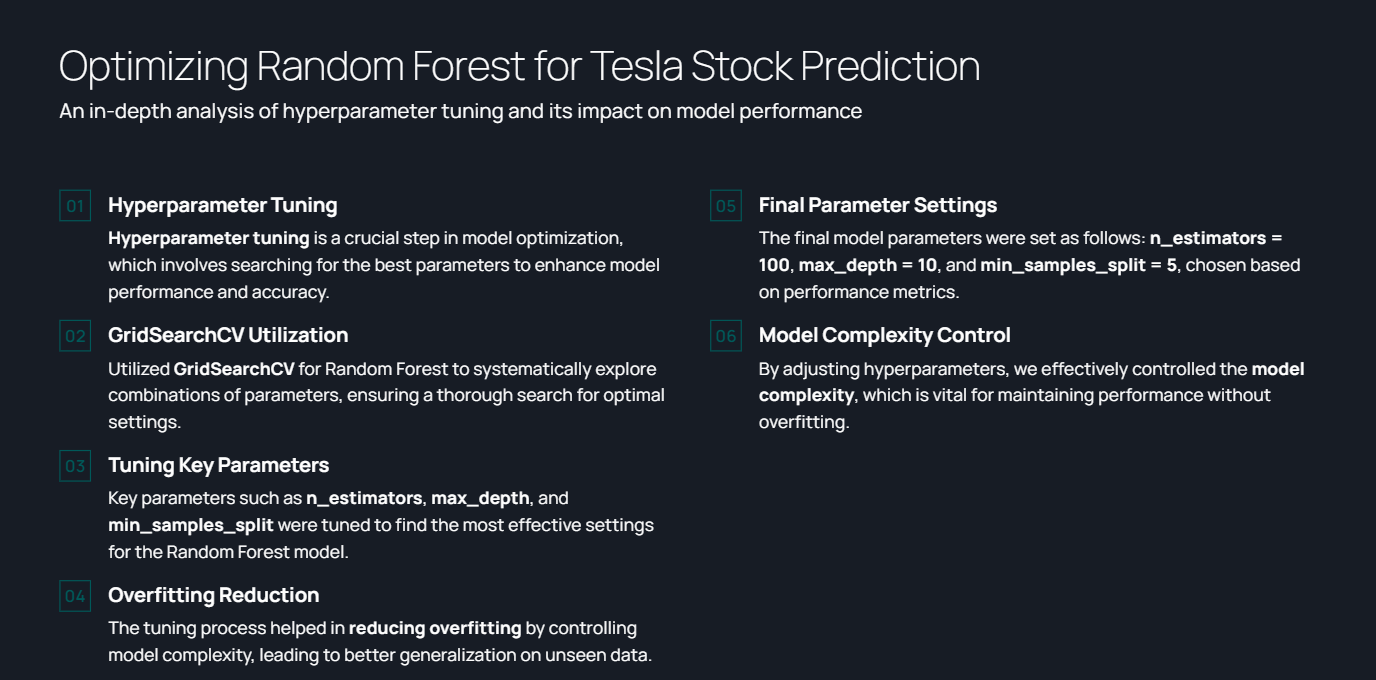 Optimizing Random Forest for Tesla Stock Prediction
An in-depth analysis of hyperparameter tuning and its impact on model performance
01
Hyperparameter Tuning
Hyperparameter tuning is a crucial step in model optimization,
which involves searching for the best parameters to enhance model
performance and accuracy.
02
GridSearchCV Utilization
Utilized GridSearchCV for Random Forest to systematically explore
combinations of parameters, ensuring a thorough search for optimal
settings.
03
Tuning Key Parameters
Key parameters such as n_estimators, max_depth, and
min_samples_split were tuned to find the most effective settings
for the Random Forest model.
04
Overfitting Reduction
The tuning process helped in reducing overfitting by controlling
model complexity, leading to better generalization on unseen data.
05
Final Parameter Settings
The final model parameters were set as follows: n_estimators =
100, max_depth = 10, and min_samples_split = 5, chosen based
on performance metrics.
06
Model Complexity Control
By adjusting hyperparameters, we effectively controlled the model
complexity, which is vital for maintaining performance without
overfitting.